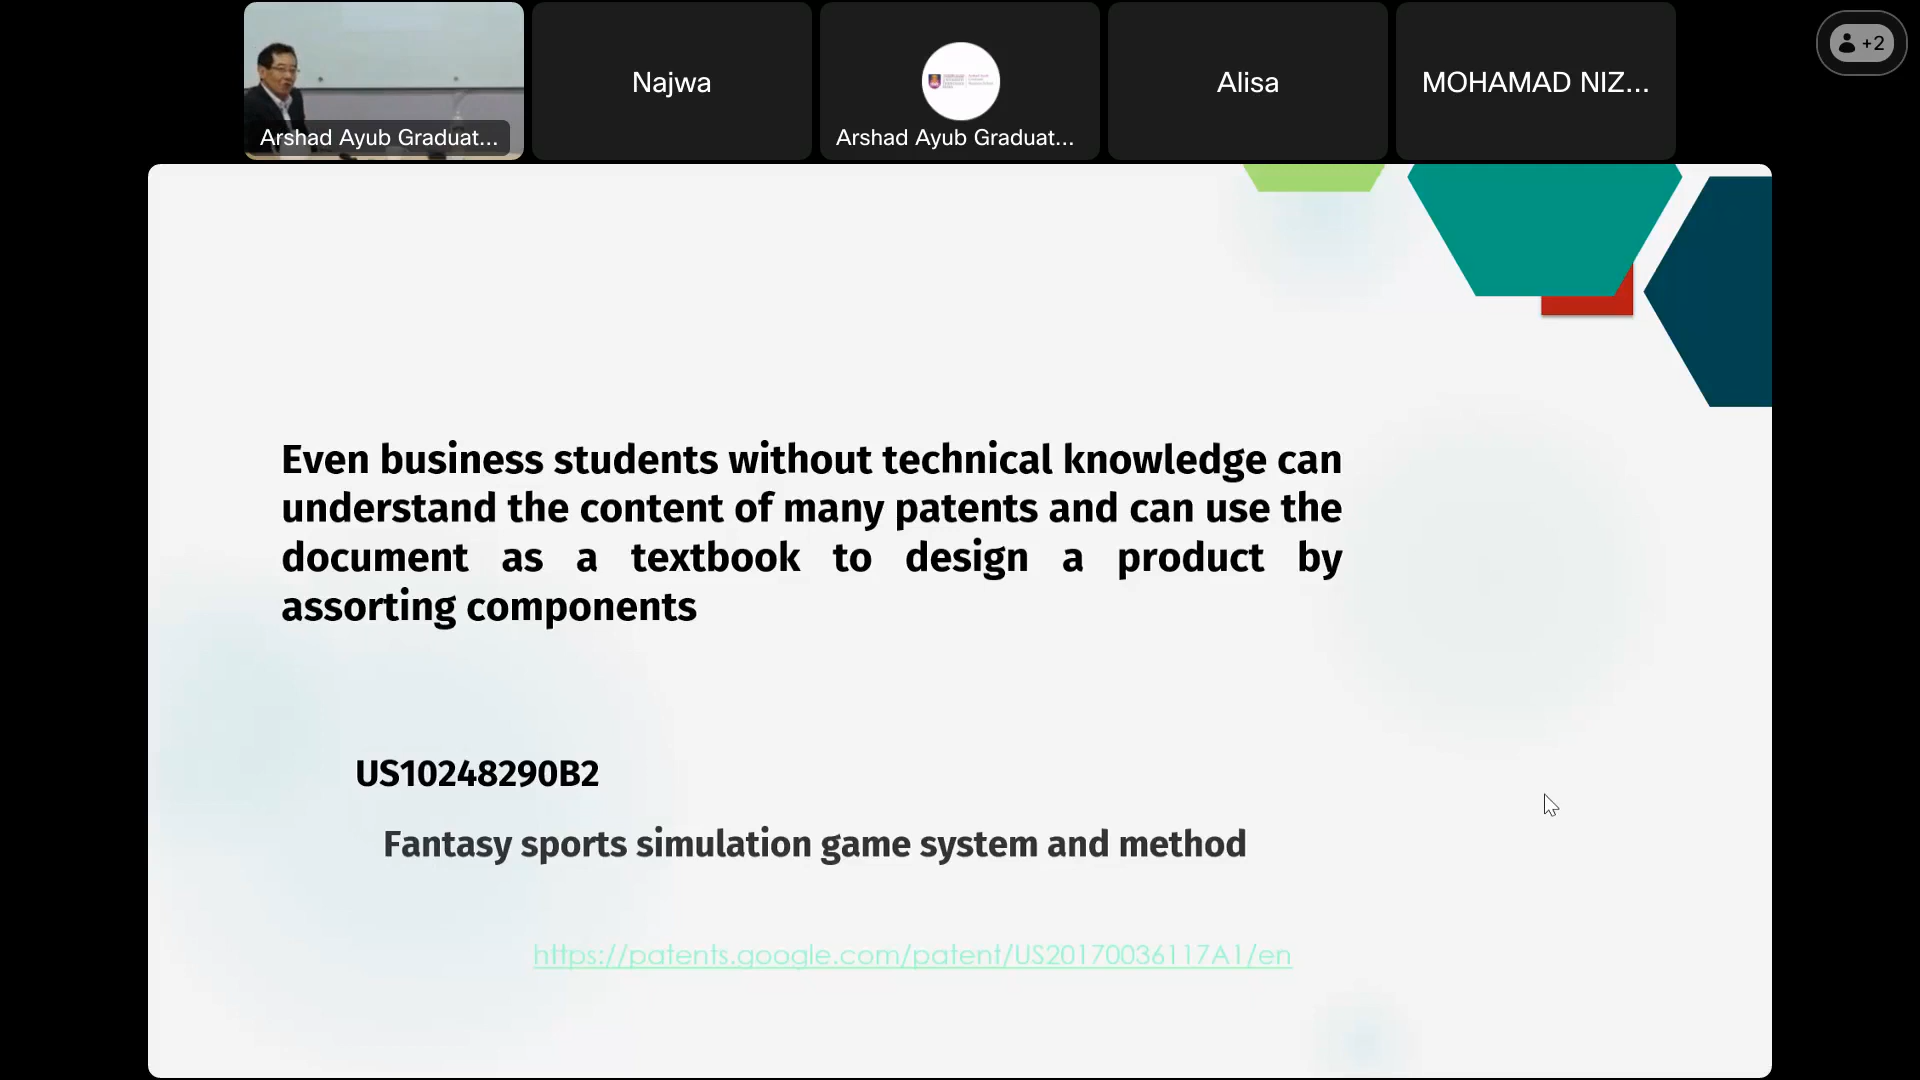 Najwa
Alisa
MOHAMAD NIZ...
+2
Arshad Ayub Graduat...
Arshad Ayub Graduat...
Even business students without technical knowledge can
understand the content of many patents and can use the
document as a textbook to design a product by
assorting components
US10248290B2
Fantasy sports simulation game system and method
https://patents.google.com/patent/US20170036117A1/en